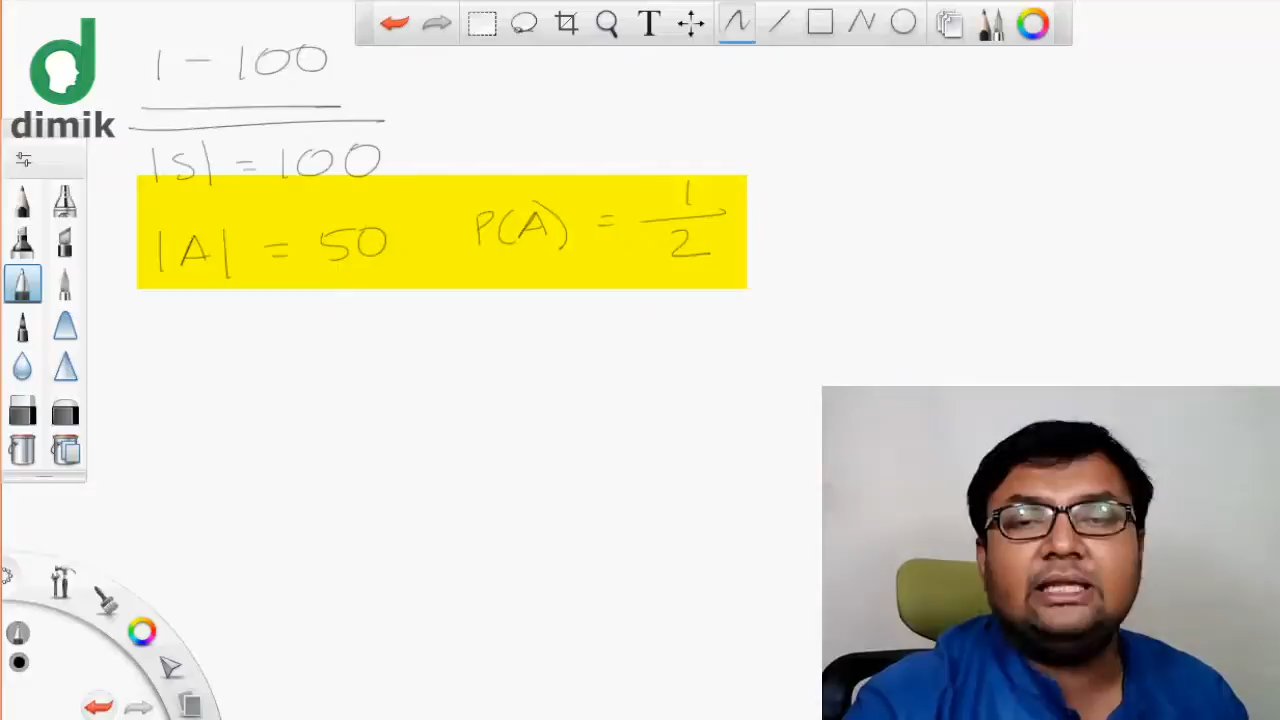 dimik
1 - 100
|S| = 100
|A| = 50
P(A) = 1/2
T